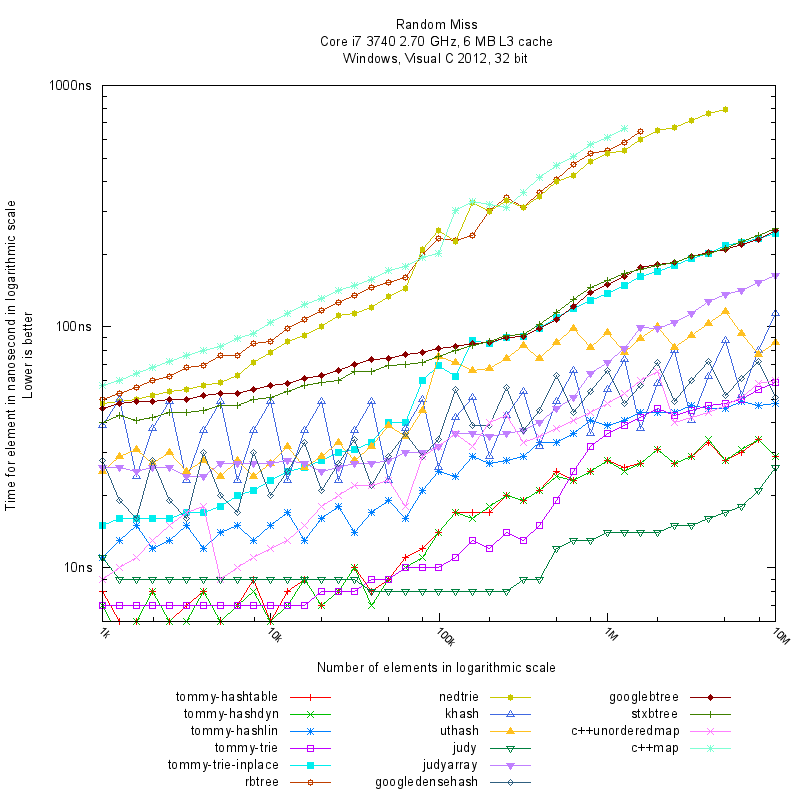 Random Miss
Core i7 3740 2.70 GHz, 6 MB L3 cache
Windows, Visual C 2012, 32 bit
1000ns
100ns
10ns
Time for element in nanosecond in logarithmic scale
Lower is better
1k
10k
100k
1M
10M
Number of elements in logarithmic scale
tommy-hashtable
tommy-hashdyn
tommy-hashlin
tommy-trie
tommy-trie-inplace
rbtree
nedtrie
khash
uthash
judy
judyarray
googledensehash
googlebtree
stxbtree
c++unorderedmap
c++map